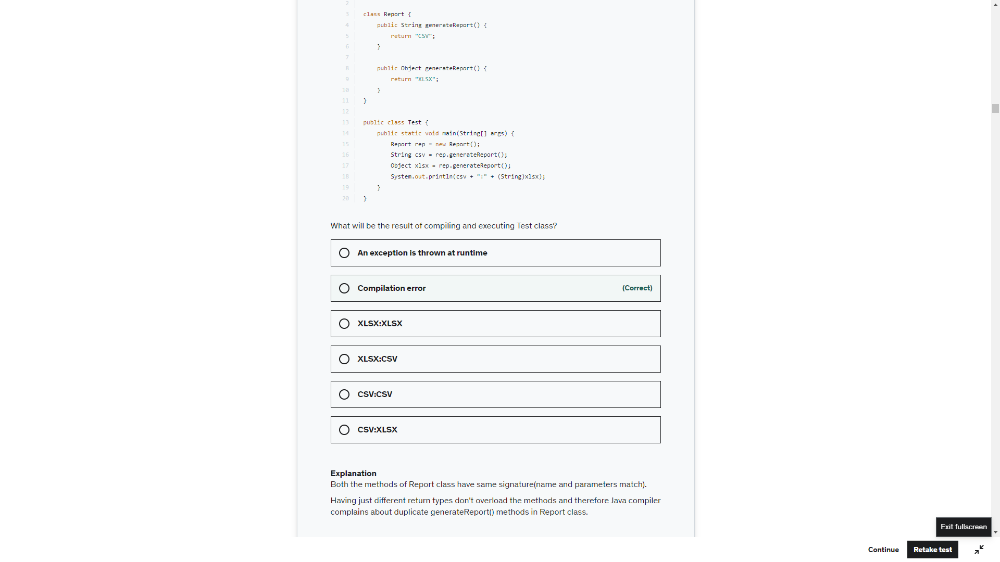 2
3 class Report {
4 public String generateReport() {
5 return "CSV";
6 }
7
8 public Object generateReport() {
9 return "XLSX";
10 }
11 }
12
13 public class Test {
14 public static void main(String[] args) {
15 Report rep = new Report();
16 String csv = rep.generateReport();
17 Object xlsx = rep.generateReport();
18 System.out.println(csv + ":" + (String)xlsx);
19 }
20 }
What will be the result of compiling and executing Test class?
An exception is thrown at runtime
Compilation error (Correct)
XLSX:XLSX
XLSX:CSV
CSV:CSV
CSV:XLSX
Explanation
Both the methods of Report class have same signature(name and parameters match).
Having just different return types don't overload the methods and therefore Java compiler
complains about duplicate generateReport() methods in Report class.
Exit fullscreen
Continue Retake test